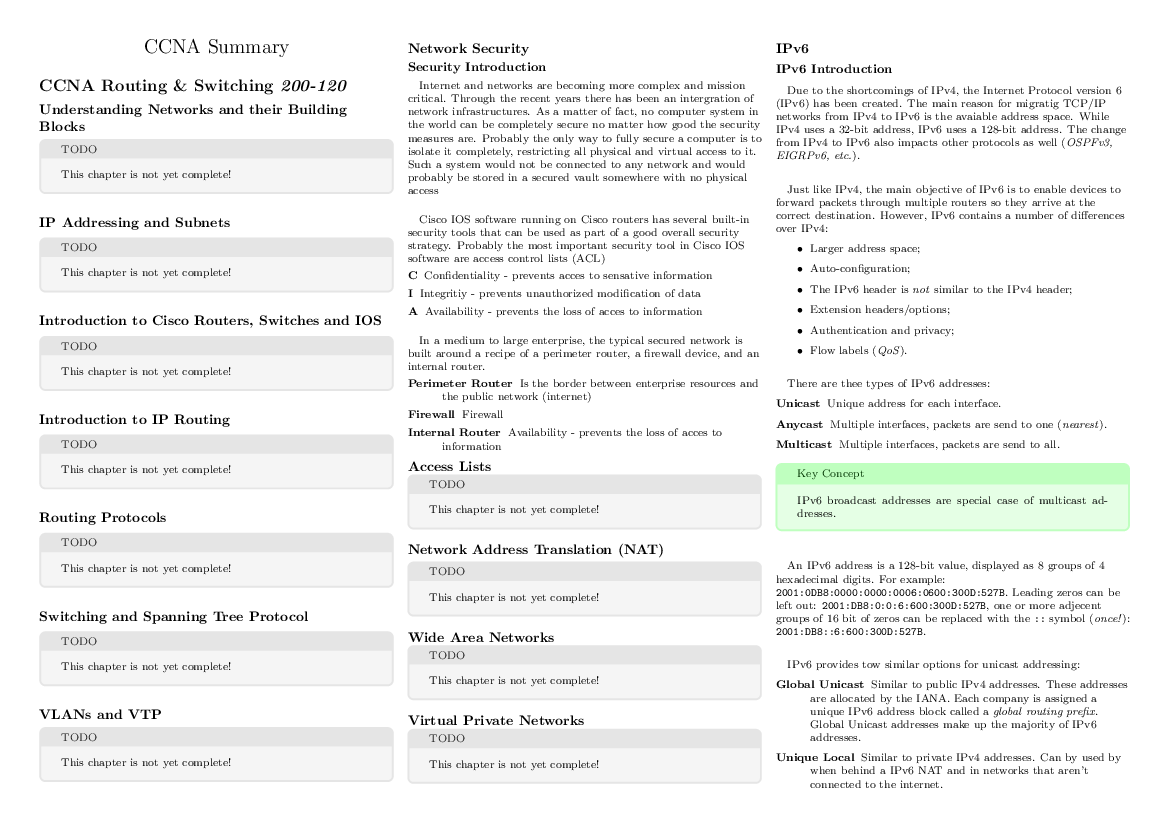 CCNA Summary
CCNA Routing & Switching 200-120
Understanding Networks and their Building
Blocks
TODO
This chapter is not yet complete!
IP Addressing and Subnets
TODO
This chapter is not yet complete!
Introduction to Cisco Routers, Switches and IOS
TODO
This chapter is not yet complete!
Introduction to IP Routing
TODO
This chapter is not yet complete!
Routing Protocols
TODO
This chapter is not yet complete!
Switching and Spanning Tree Protocol
TODO
This chapter is not yet complete!
VLANs and VTP
TODO
This chapter is not yet complete!
Network Security
Security Introduction
Internet and networks are becoming more complex and mission
critical. Through the recent years there has been an intergration of
network infrastructures. As a matter of fact, no computer system in
the world can be completely secure no matter how good the security
measures are. Probably the only way to fully secure a computer is to
isolate it completely, restricting all physical and virtual access to it.
Such a system would not be connected to any network and would
probably be stored in a secured vault somewhere with no physical
access
Cisco IOS software running on Cisco routers has several built-in
security tools that can be used as part of a good overall security
strategy. Probably the most important security tool in Cisco IOS
software are access control lists (ACL)
C Confidentiality - prevents acces to sensative information
I Integritiy - prevents unauthorized modification of data
A Availability - prevents the loss of acces to information
In a medium to large enterprise, the typical secured network is
built around a recipe of a perimeter router, a firewall device, and an
internal router.
Perimeter Router Is the border between enterprise resources and
the public network (internet)
Firewall Firewall
Internal Router Availability - prevents the loss of acces to
information
Access Lists
TODO
This chapter is not yet complete!
Network Address Translation (NAT)
TODO
This chapter is not yet complete!
Wide Area Networks
TODO
This chapter is not yet complete!
Virtual Private Networks
TODO
This chapter is not yet complete!
IPv6
IPv6 Introduction
Due to the shortcomings of IPv4, the Internet Protocol version 6
(IPv6) has been created. The main reason for migratig TCP/IP
networks from IPv4 to IPv6 is the avaiable address space. While
IPv4 uses a 32-bit address, IPv6 uses a 128-bit address. The change
from IPv4 to IPv6 also impacts other protocols as well (OSPFv3,
EIGRPv6, etc.).
Just like IPv4, the main objective of IPv6 is to enable devices to
forward packets through multiple routers so they arrive at the
correct destination. However, IPv6 contains a number of differences
over IPv4:
• Larger address space;
• Auto-configuration;
• The IPv6 header is not similar to the IPv4 header;
• Extension headers/options;
• Authentication and privacy;
• Flow labels (QoS).
There are thee types of IPv6 addresses:
Unicast Unique address for each interface.
Anycast Multiple interfaces, packets are send to one (nearest).
Multicast Multiple interfaces, packets are send to all.
Key Concept
IPv6 broadcast addresses are special case of multicast ad-
dresses.
An IPv6 address is a 128-bit value, displayed as 8 groups of 4
hexadecimal digits. For example:
2001:0DB8:0000:0000:0006:0600:300D:527B. Leading zeros can be
left out: 2001:DB8:0:0:6:600:300D:527B, one or more adjecent
groups of 16 bit of zeros can be replaced with the :: symbol (once!):
2001:DB8::6:600:300D:527B.
IPv6 provides tow similar options for unicast addressing:
Global Unicast Similar to public IPv4 addresses. These addresses
are allocated by the IANA. Each company is assigned a
unique IPv6 address block called a global routing prefix.
Global Unicast addresses make up the majority of IPv6
addresses.
Unique Local Similar to private IPv4 addresses. Can by used by
when behind a IPv6 NAT and in networks that aren't
connected to the internet.